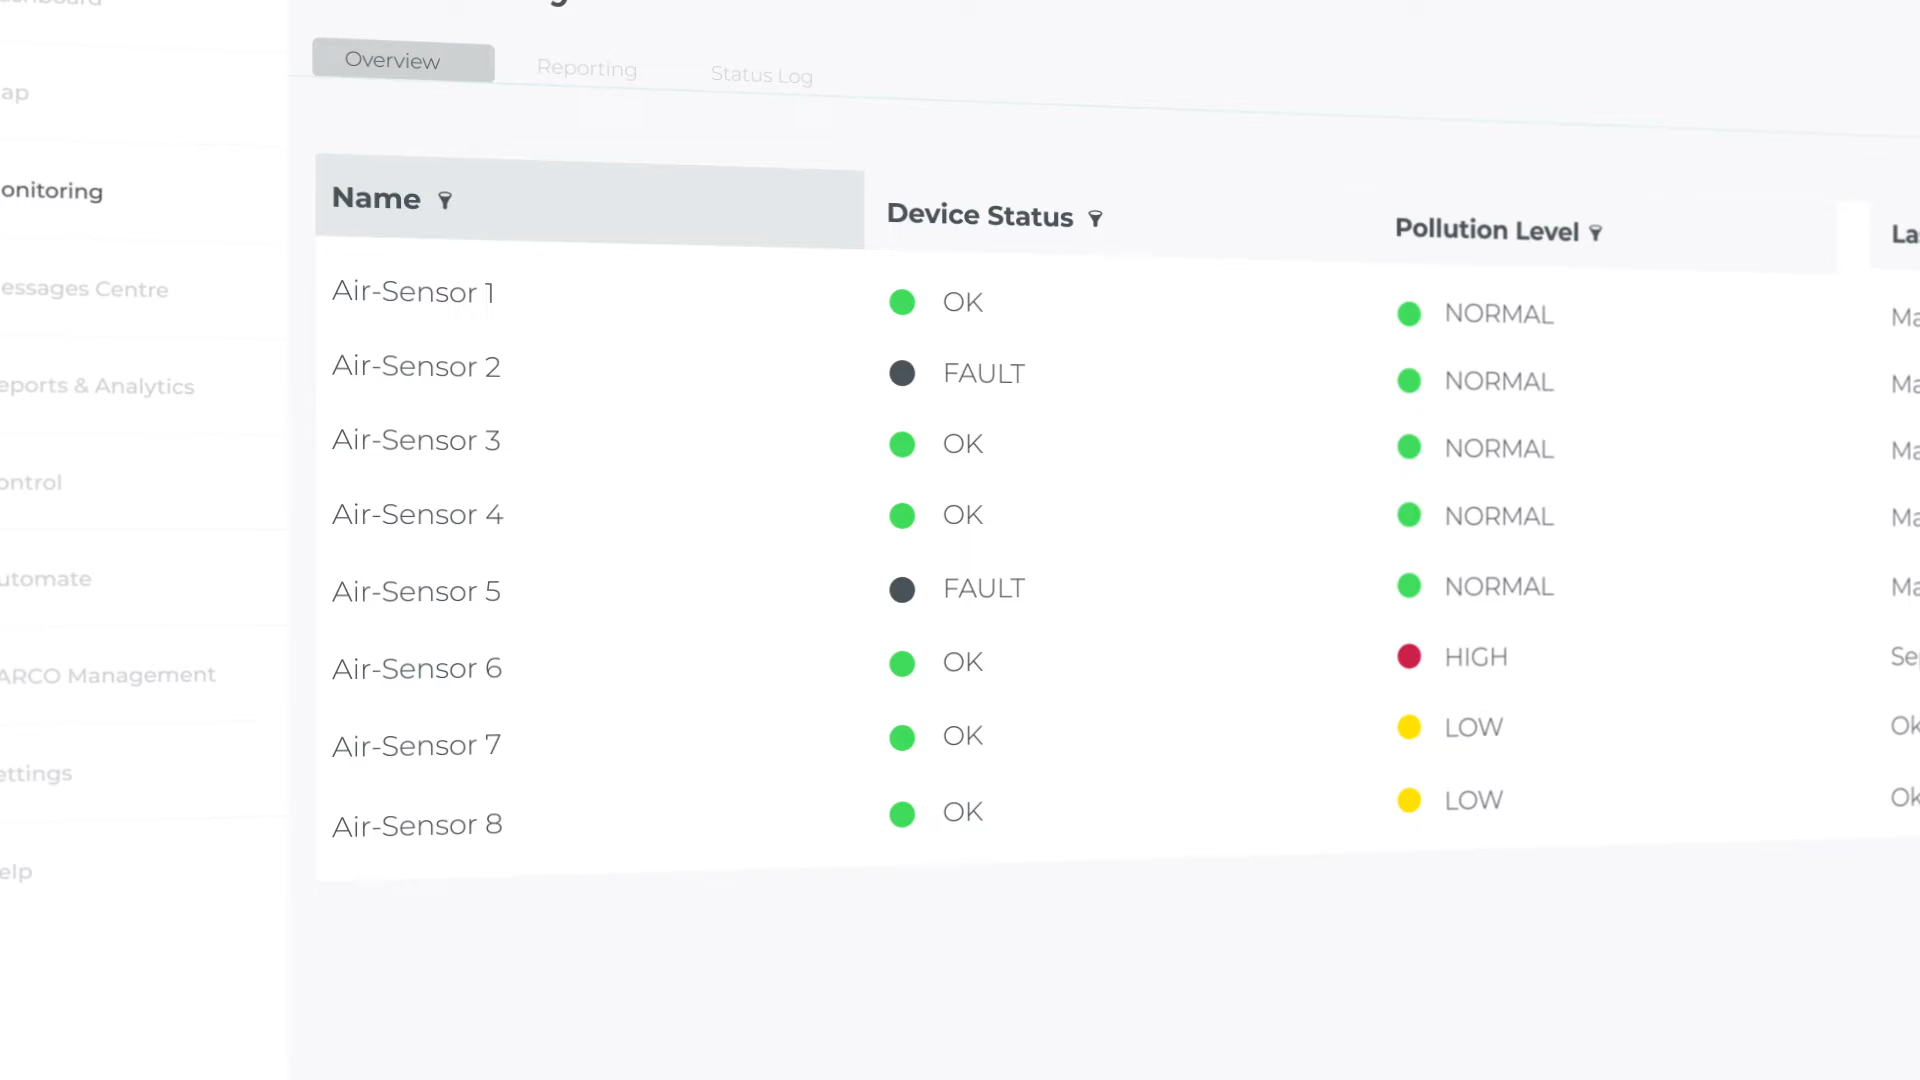 Overview Reporting Status Log
onitoring
essages Centre
eports & Analytics
ontrol
utomate
ARCO Management
ettings
elp
Name Device Status Pollution Level
Air-Sensor 1 OK NORMAL
Air-Sensor 2 FAULT NORMAL
Air-Sensor 3 OK NORMAL
Air-Sensor 4 OK NORMAL
Air-Sensor 5 FAULT NORMAL
Air-Sensor 6 OK HIGH
Air-Sensor 7 OK LOW
Air-Sensor 8 OK LOW